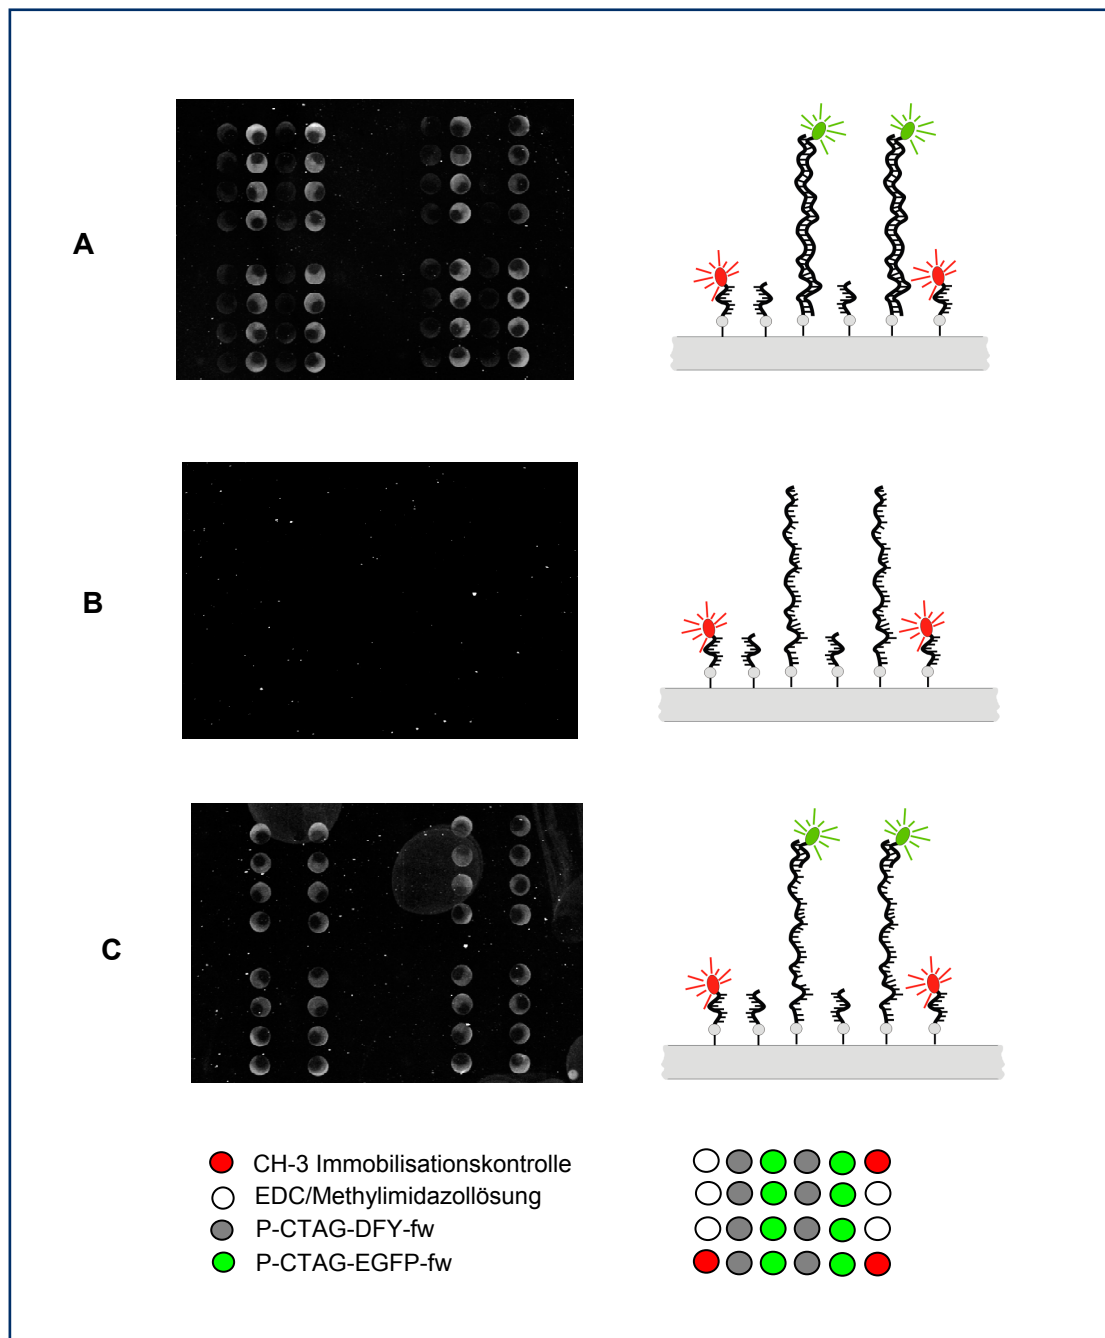 A
B
C
CH-3 Immobilisationskontrolle
EDC/Methylimidazollösung
P-CTAG-DFY-fw
P-CTAG-EGFP-fw